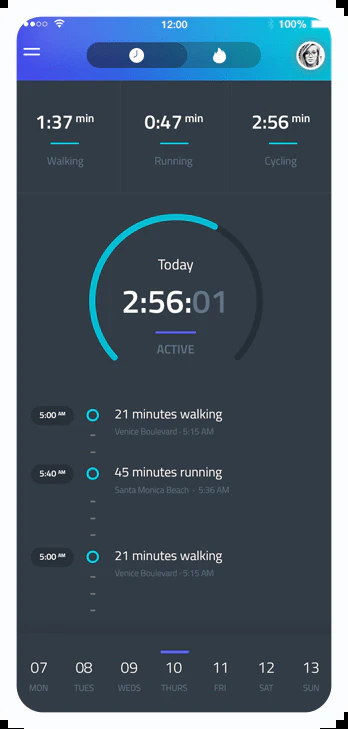 12:00
100%
1:37 min
0:47 min
2:56 min
Walking
Running
Cycling
Today
2:56:01
ACTIVE
5:00 AM
21 minutes walking
Venice Boulevard - 5:15 AM
5:40 AM
45 minutes running
Santa Monica Beach - 5:36 AM
5:00 AM
21 minutes walking
Venice Boulevard - 5:15 AM
07 08 09 10 11 12 13
MON TUES WEDS THURS FRI SAT SUN